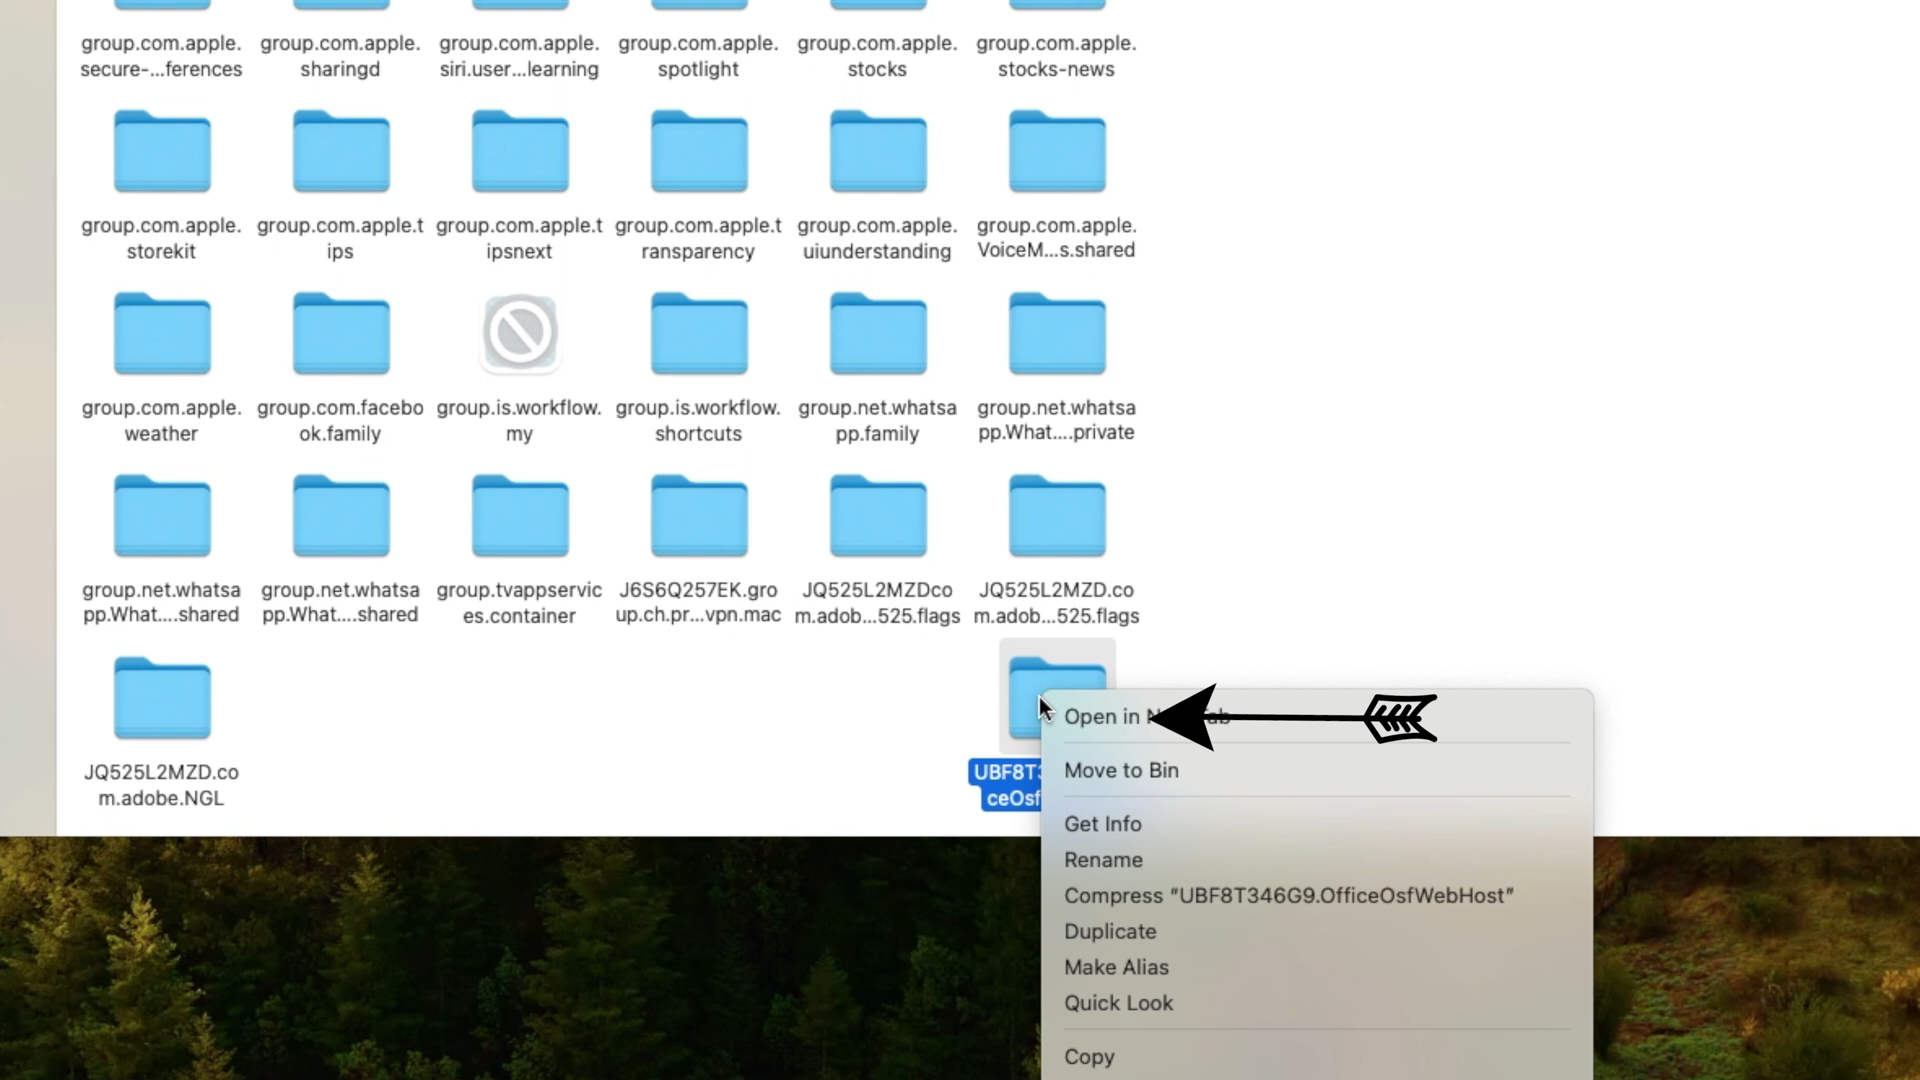 group.com.apple.
secure-...ferences
group.com.apple.
sharingd
group.com.apple.
siri.user...learning
group.com.apple.
spotlight
group.com.apple.
stocks
group.com.apple.
stocks-news
group.com.apple.
storekit
group.com.apple.t
ips
group.com.apple.t
ipsnext
group.com.apple.t
ransparency
group.com.apple.
uiunderstanding
group.com.apple.
VoiceM...s.shared
group.com.apple.
weather
group.com.facebo
ok.family
group.is.workflow.
my
group.is.workflow.
shortcuts
group.net.whatsa
pp.family
group.net.whatsa
pp.What....private
group.net.whatsa
pp.What....shared
group.net.whatsa
pp.What....shared
group.tvappservic
es.container
J6S6Q257EK.gro
up.ch.pr...vpn.mac
JQ525L2MZDco
m.adob...525.flags
JQ525L2MZD.co
m.adob...525.flags
JQ525L2MZD.co
m.adobe.NGL
UBF8T3
ceOsf
Open in Tab
Move to Bin
Get Info
Rename
Compress “UBF8T346G9.OfficeOsfWebHost”
Duplicate
Make Alias
Quick Look
Copy